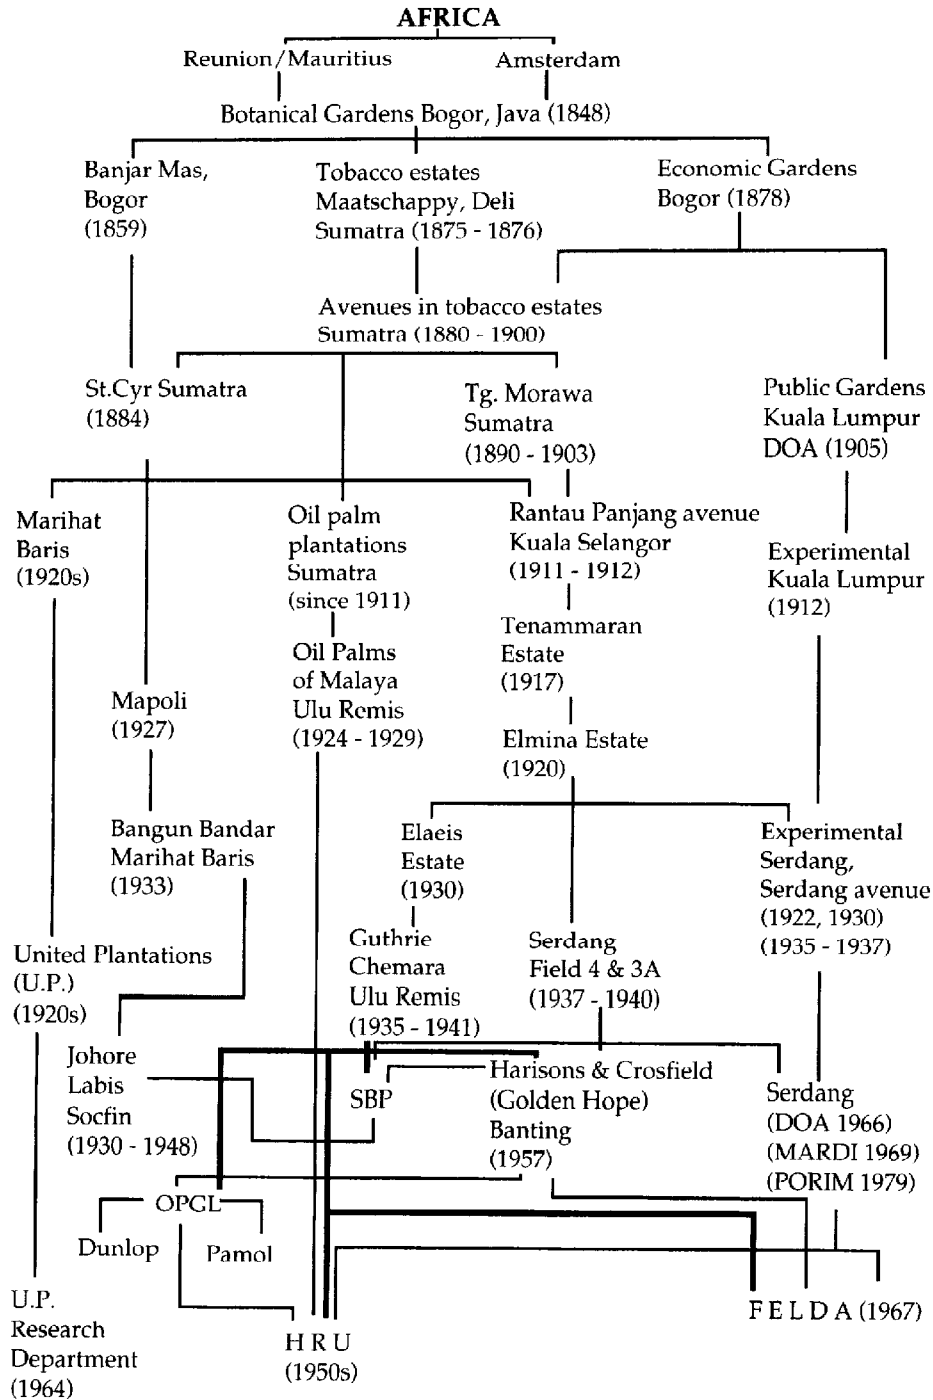 AFRICA
Reunion/Mauritius
Amsterdam
Botanical Gardens Bogor, Java (1848)
Banjar Mas,
Bogor
(1859)
Tobacco estates
Maatschappy, Deli
Sumatra (1875 - 1876)
Economic Gardens
Bogor (1878)
Avenues in tobacco estates
Sumatra (1880 - 1900)
St.Cyr Sumatra
(1884)
Tg. Morawa
Sumatra
(1890 - 1903)
Public Gardens
Kuala Lumpur
DOA (1905)
Marihat
Baris
(1920s)
Oil palm
plantations
Sumatra
(since 1911)
Rantau Panjang avenue
Kuala Selangor
(1911 - 1912)
Experimental
Kuala Lumpur
(1912)
Tenammaran
Estate
(1917)
Oil Palms
of Malaya
Ulu Remis
(1924 - 1929)
Mapoli
(1927)
Elmina Estate
(1920)
Bangun Bandar
Marihat Baris
(1933)
Elaeis
Estate
(1930)
Experimental
Serdang,
Serdang avenue
(1922, 1930)
(1935 - 1937)
United Plantations
(U.P.)
(1920s)
Guthrie
Chemara
Ulu Remis
(1935 - 1941)
Serdang
Field 4 & 3A
(1937 - 1940)
Johore
Labis
Socfin
(1930 - 1948)
SBP
Harisons & Crosfield
(Golden Hope)
Banting
(1957)
Serdang
(DOA 1966)
(MARDI 1969)
(PORIM 1979)
OPGL
Dunlop
Pamol
U.P.
Research
Department
(1964)
H R U
(1950s)
F E L D A (1967)